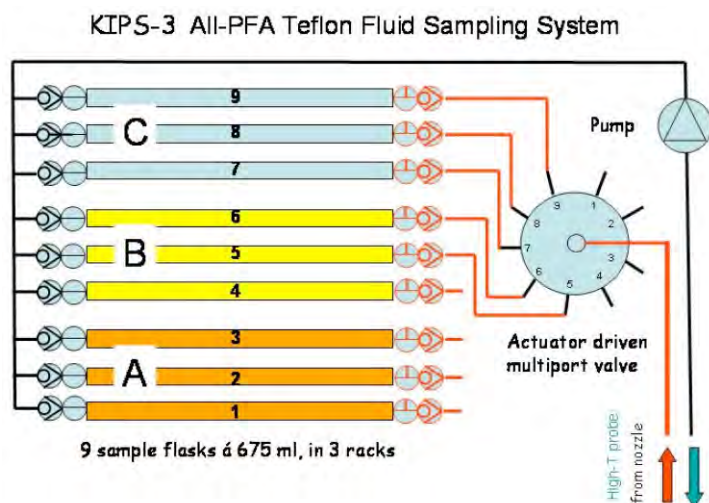 KIPS-3 All-PFA Teflon Fluid Sampling System
9
C
8
7
6
B
5
4
3
A
2
1
Pump
9
1
8
2
7
3
6
4
5
Actuator driven
multiport valve
9 sample flasks á 675 ml, in 3 racks
High-T probe
from nozzle